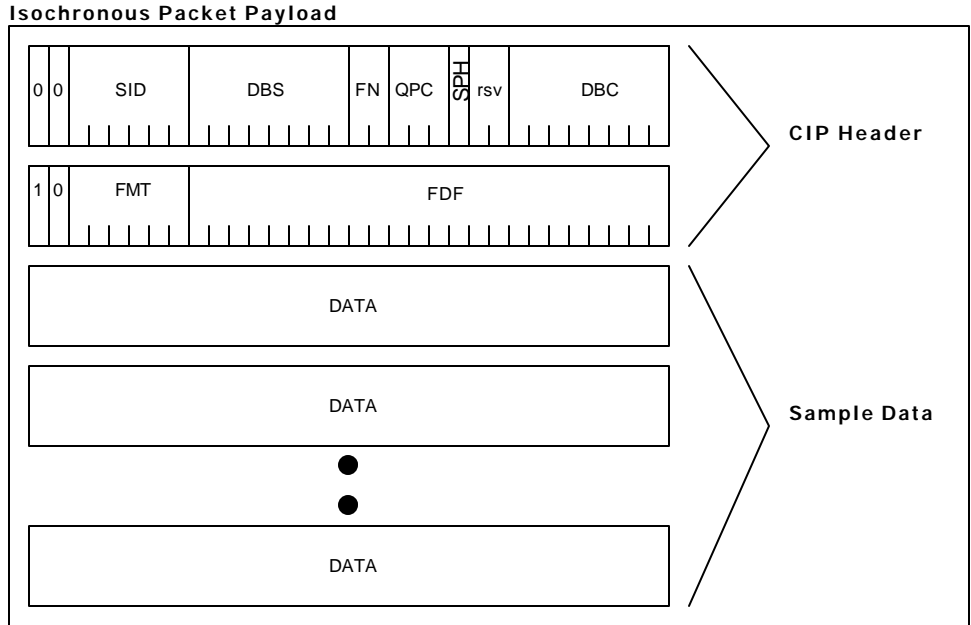 Isochronous Packet Payload
0 0 SID DBS FN QPC SPH rsv DBC
CIP Header
1 0 FMT FDF
DATA
DATA
Sample Data
DATA